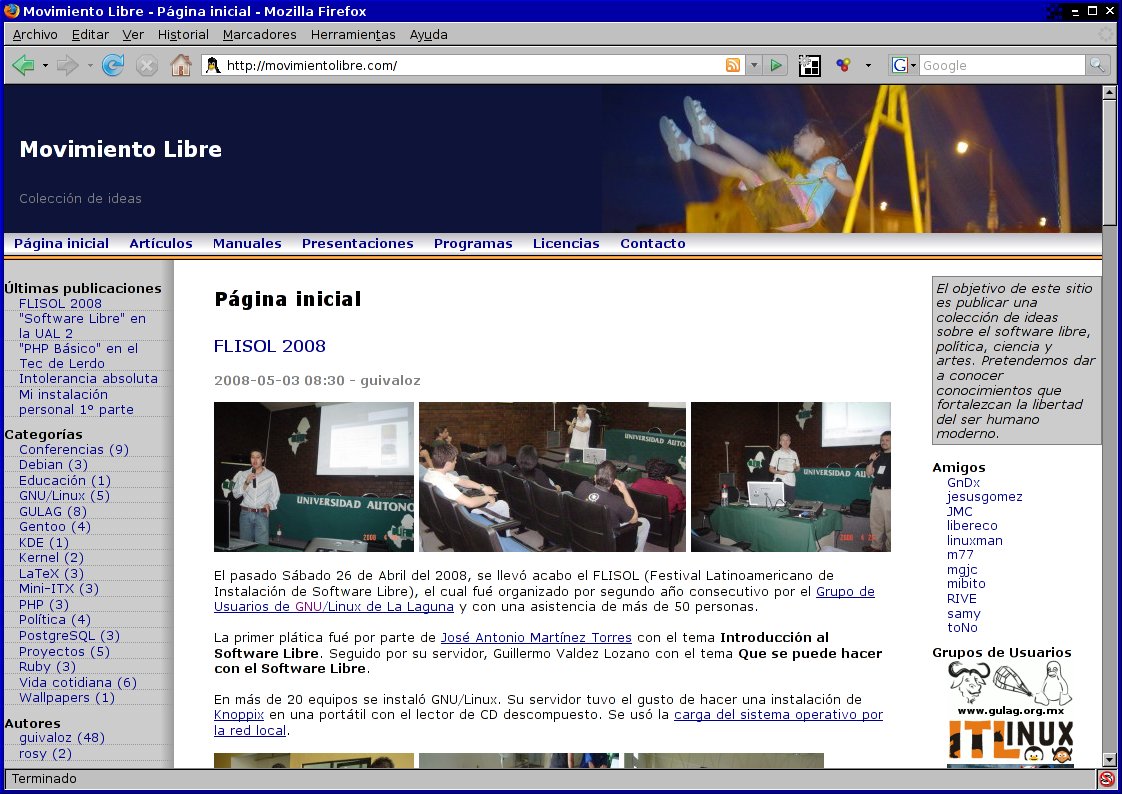 Movimiento Libre - Página inicial - Mozilla Firefox
Archivo Editar Ver Historial Marcadores Herramientas Ayuda
http://movimientolibre.com/
G
Google
Movimiento Libre
Colección de ideas
Página inicial Artículos Manuales Presentaciones Programas Licencias Contacto
Últimas publicaciones
FLISOL 2008
"Software Libre" en
la UAL 2
"PHP Básico" en el
Tec de Lerdo
Intolerancia absoluta
Mi instalación
personal 1º parte
Categorías
Conferencias (9)
Debian (3)
Educación (1)
GNU/Linux (5)
GULAG (8)
Gentoo (4)
KDE (1)
Kernel (2)
LaTeX (3)
Mini-ITX (3)
PHP (3)
Política (4)
PostgreSQL (3)
Proyectos (5)
Ruby (3)
Vida cotidiana (6)
Wallpapers (1)
Autores
guivaloz (48)
rosy (2)
Página inicial
FLISOL 2008
2008-05-03 08:30 - guivaloz
UNIVERSIDAD AUTONO
UNIVERSIDAD AUTONO
UNIVERSIDAD AUTONO
El pasado Sábado 26 de Abril del 2008, se llevó acabo el FLISOL (Festival Latinoamericano de
Instalación de Software Libre), el cual fué organizado por segundo año consecutivo por el Grupo de
Usuarios de GNU/Linux de La Laguna y con una asistencia de más de 50 personas.
La primer plática fué por parte de José Antonio Martínez Torres con el tema Introducción al
Software Libre. Seguido por su servidor, Guillermo Valdez Lozano con el tema Que se puede hacer
con el Software Libre.
En más de 20 equipos se instaló GNU/Linux. Su servidor tuvo el gusto de hacer una instalación de
Knoppix en una portátil con el lector de CD descompuesto. Se usó la carga del sistema operativo por
la red local.
El objetivo de este sitio
es publicar una
colección de ideas
sobre el software libre,
política, ciencia y
artes. Pretendemos dar
a conocer
conocimientos que
fortalezcan la libertad
del ser humano
moderno.
Amigos
GnDx
jesusgomez
JMC
libereco
linuxman
m77
mgjc
mibito
RIVE
samy
toNo
Grupos de Usuarios
www.gulag.org.mx
ITLINUX
Terminado